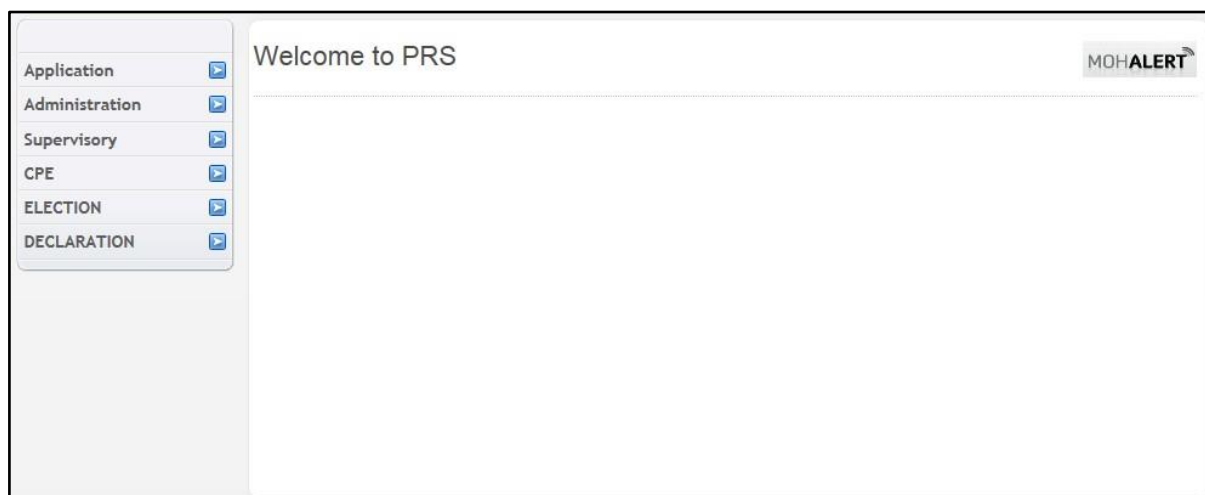 Application
Administration
Supervisory
CPE
ELECTION
DECLARATION
Welcome to PRS
MOHALERT